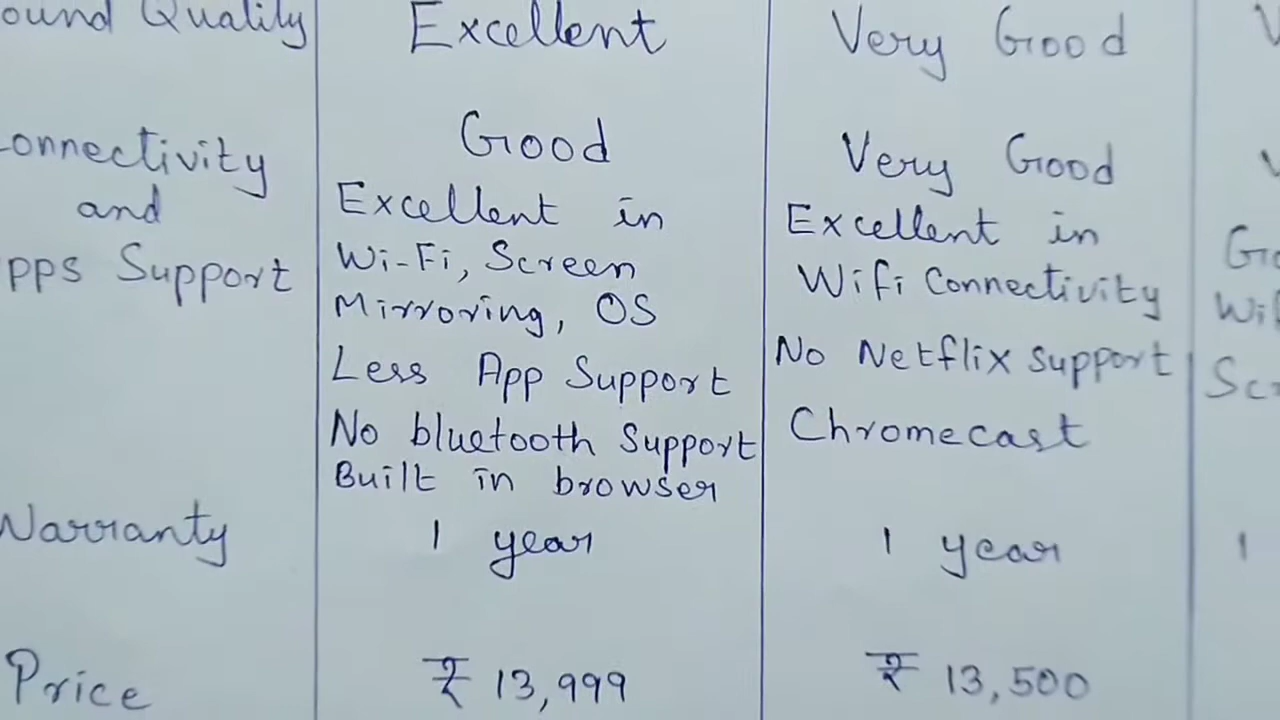 ound Quality
Excellent
Very Good
onnectivity
and
pps Support
Good
Excellent in
Wi-Fi, Screen
Mirroring, OS
Less App Support
No bluetooth Support
Built in browser
Very Good
Excellent in
Wifi Connectivity
No Netflix support
Chromecast
Warranty
1 year
1 year
1
Price
₹ 13,999
₹ 13,500